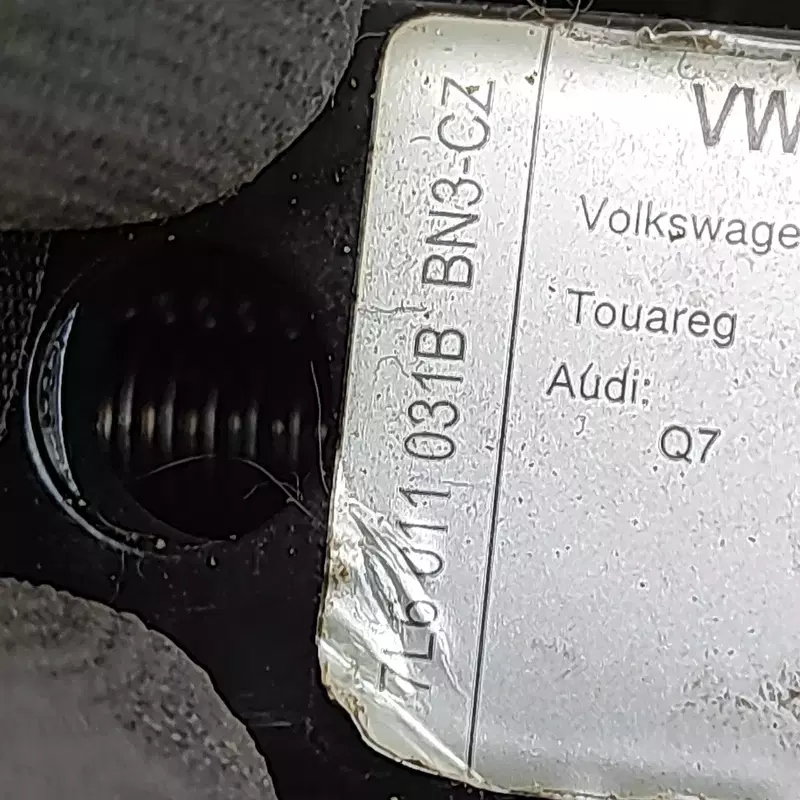 7L6 011 031B BN3-CZ
VW
Volkswage
Touareg
Audi:
Q7